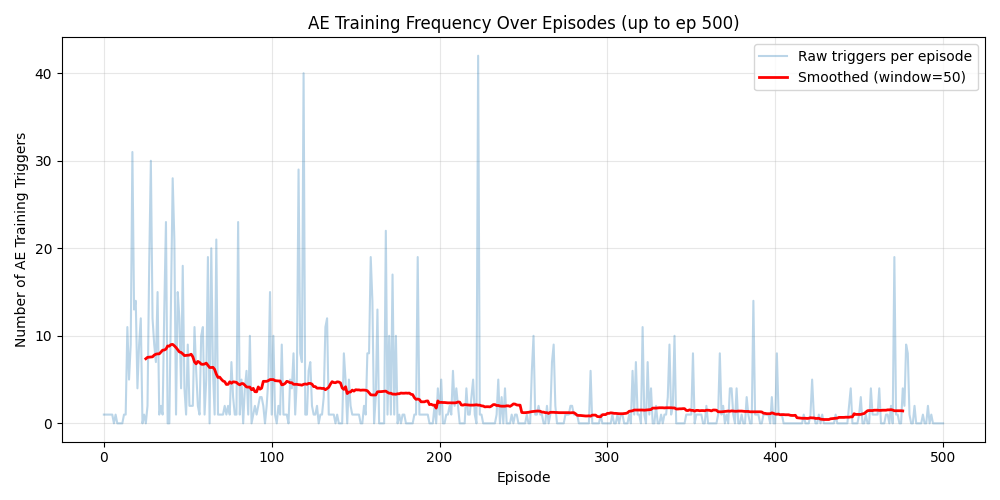 AE Training Frequency Over Episodes (up to ep 500)
Raw triggers per episode
Smoothed (window=50)
Number of AE Training Triggers
40
30
20
10
0
0 100 200 300 400 500
Episode